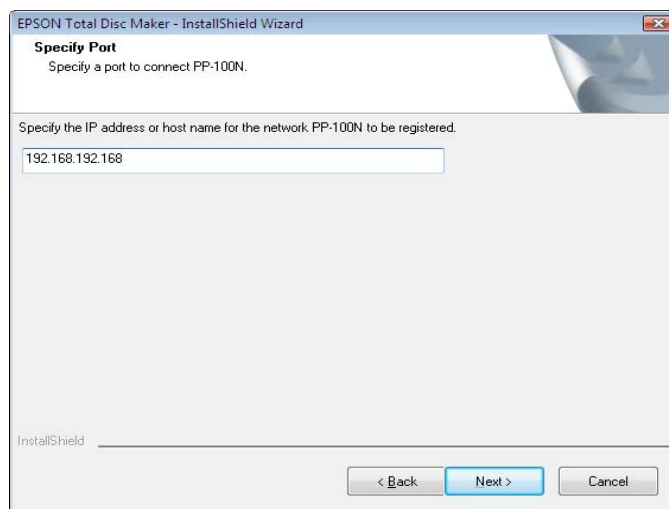 EPSON Total Disc Maker - InstallShield Wizard
Specify Port
Specify a port to connect PP-100N.
Specify the IP address or host name for the network PP-100N to be registered.
192.168.192.168
InstallShield
< Back
Next >
Cancel